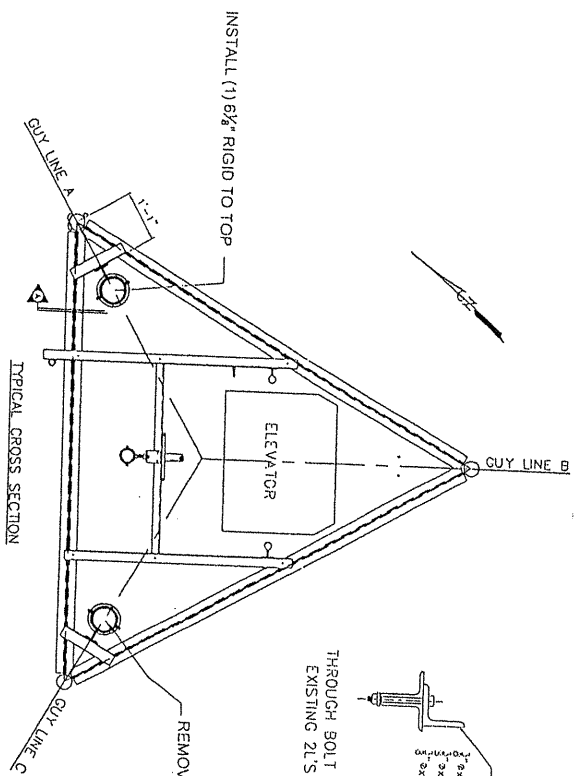 INSTALL (1) 6⅛" RIGID TO TOP
GUY LINE A
1'-1"
A
TYPICAL CROSS SECTION
ELEVATOR
GUY LINE B
GUY LINE C
THROUGH BOLT
EXISTING 2L'S
REMOV